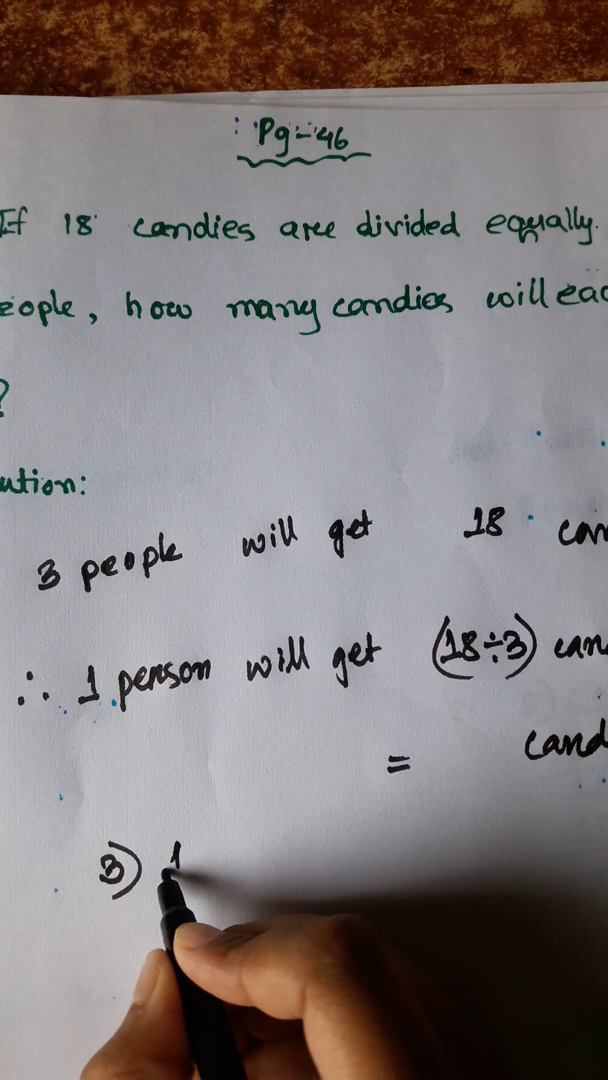 Pg-46
If 18 candies are divided equally
eople, how many candies will eac
?
ution:
3 people will get 18 can
∴ 1 person will get (18÷3) can
= cand
3) 1